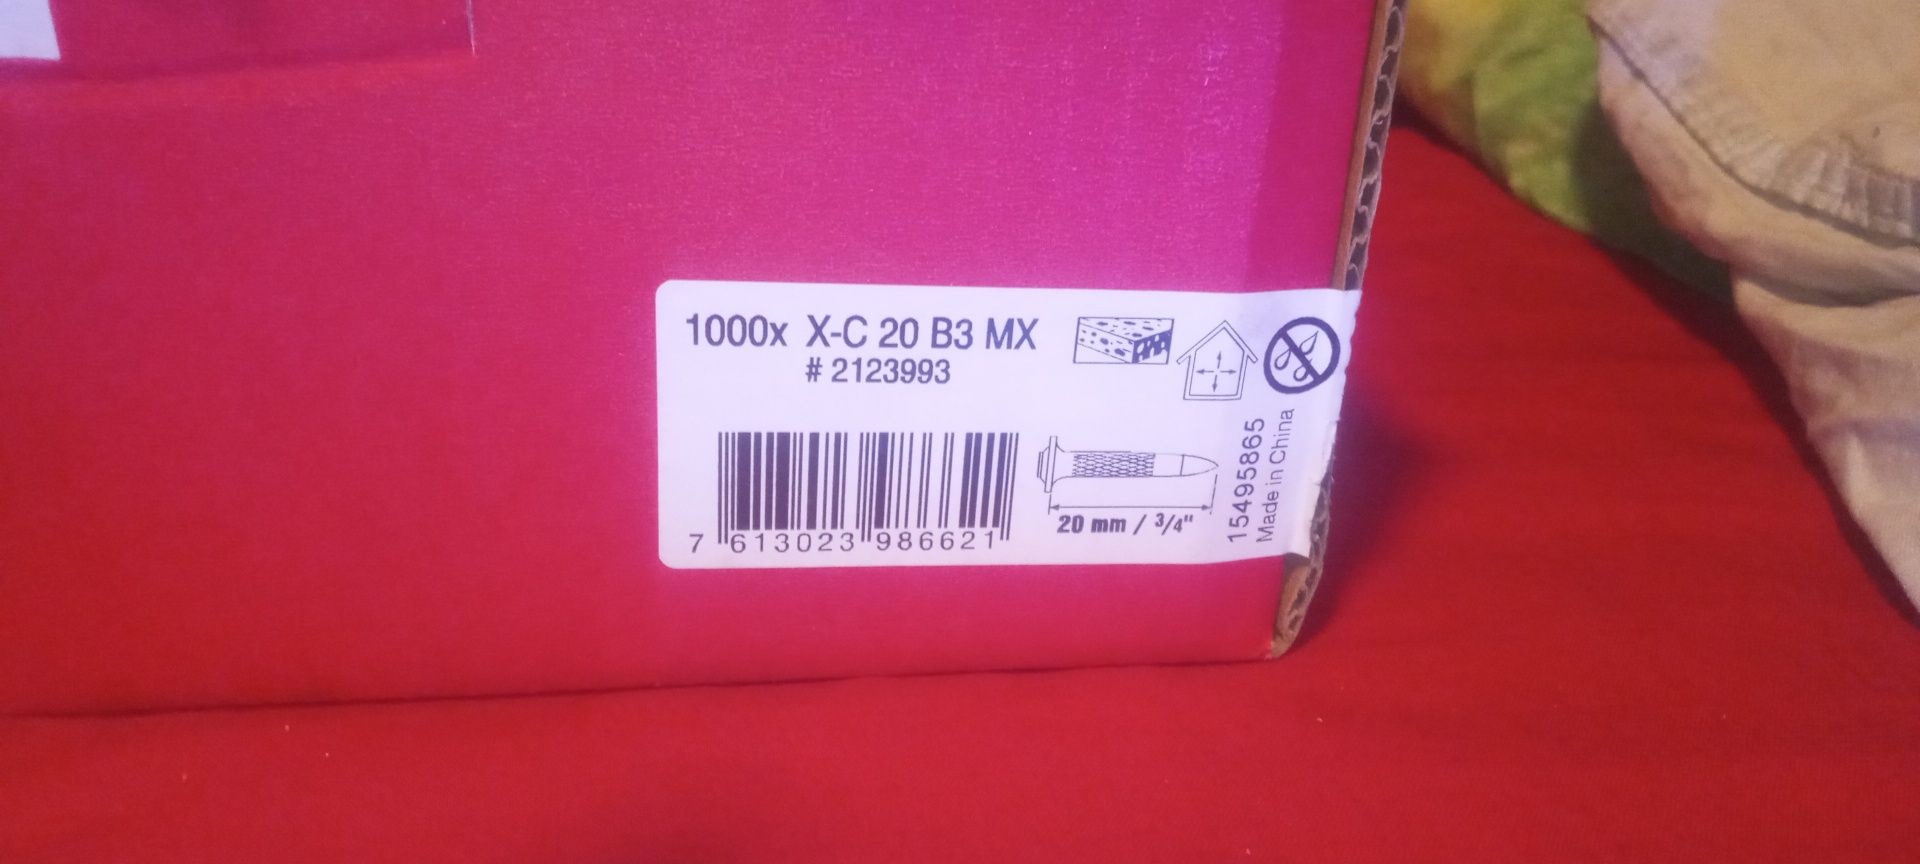 1000x X-C 20 B3 MX
# 2123993
7 613023 986621
20 mm / 3/4"
15495865
Made in China